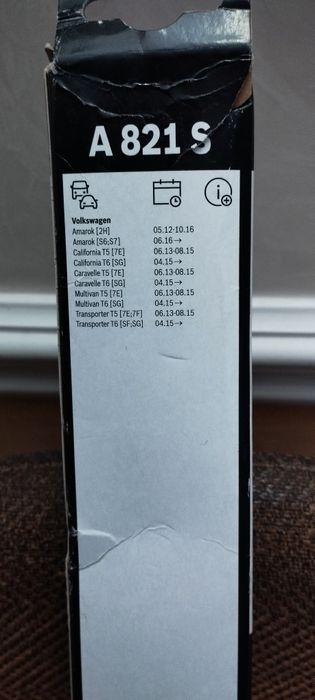 A 821 S
Volkswagen
Amarok [2H] 05.12-10.16
Amarok [S6;S7] 06.16→
California T5 [7E] 06.13-08.15
California T6 [SG] 04.15→
Caravelle T5 [7E] 06.13-08.15
Caravelle T6 [SG] 04.15→
Multivan T5 [7E] 06.13-08.15
Multivan T6 [SG] 04.15→
Transporter T5 [7E;7F] 06.13-08.15
Transporter T6 [SF;SG] 04.15→